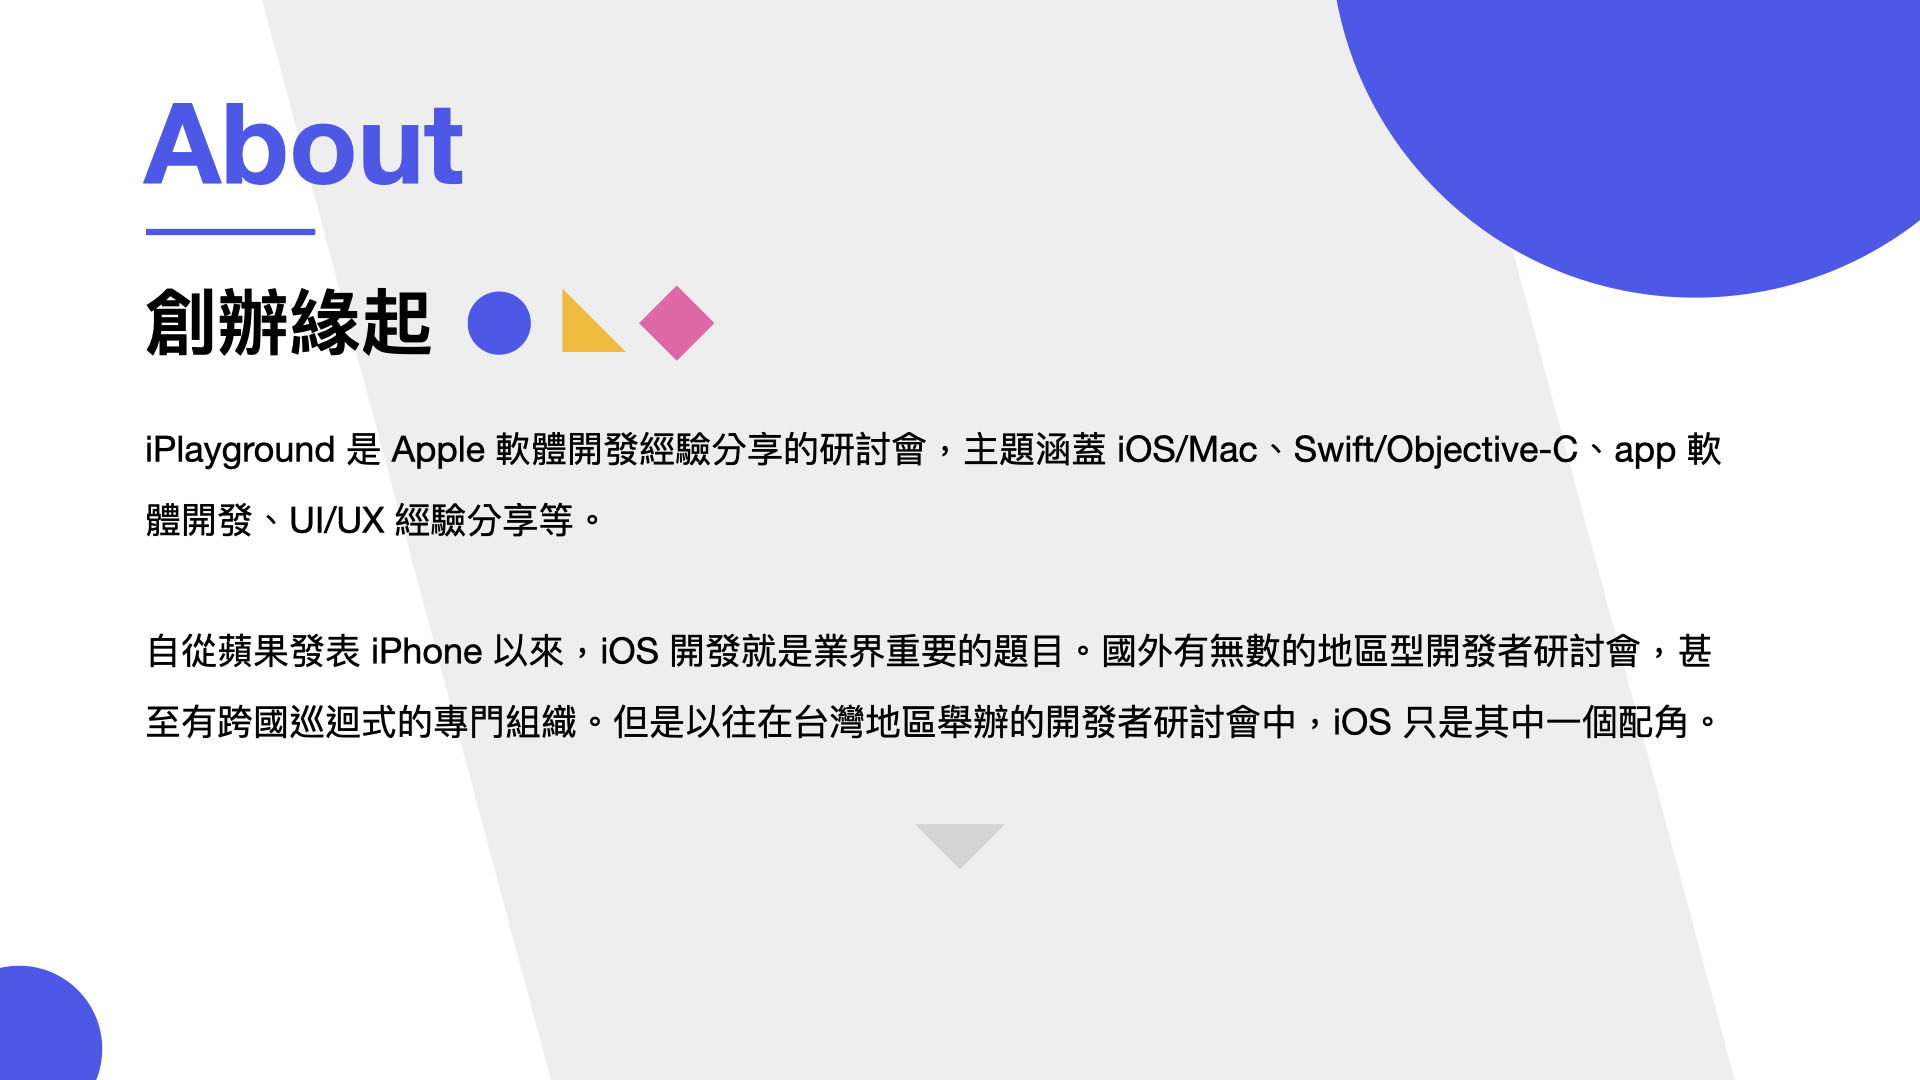 About
創辦緣起
iPlayground 是 Apple 軟體開發經驗分享的研討會，主題涵蓋 iOS/Mac、Swift/Objective-C、app 軟
體開發、UI/UX 經驗分享等。
自從蘋果發表 iPhone 以來，iOS 開發就是業界重要的題目。國外有無數的地區型開發者研討會，甚
至有跨國巡迴式的專門組織。但是以往在台灣地區舉辦的開發者研討會中，iOS 只是其中一個配角。